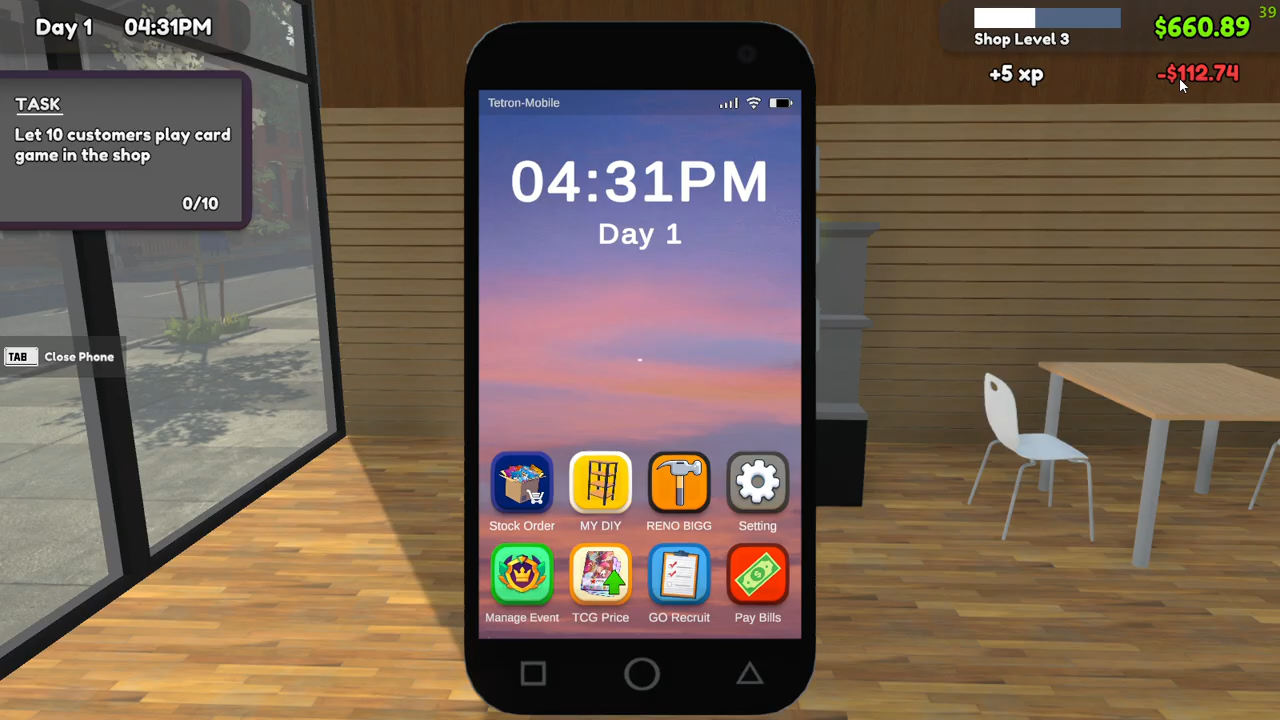 Day 1 04:31PM
39
$660.89
Shop Level 3
+5 xp
-$112.74
TASK
Let 10 customers play card
game in the shop
0/10
TAB Close Phone
Tetron-Mobile
04:31PM
Day 1
Stock Order MY DIY RENO BIGG Setting
Manage Event TCG Price GO Recruit Pay Bills